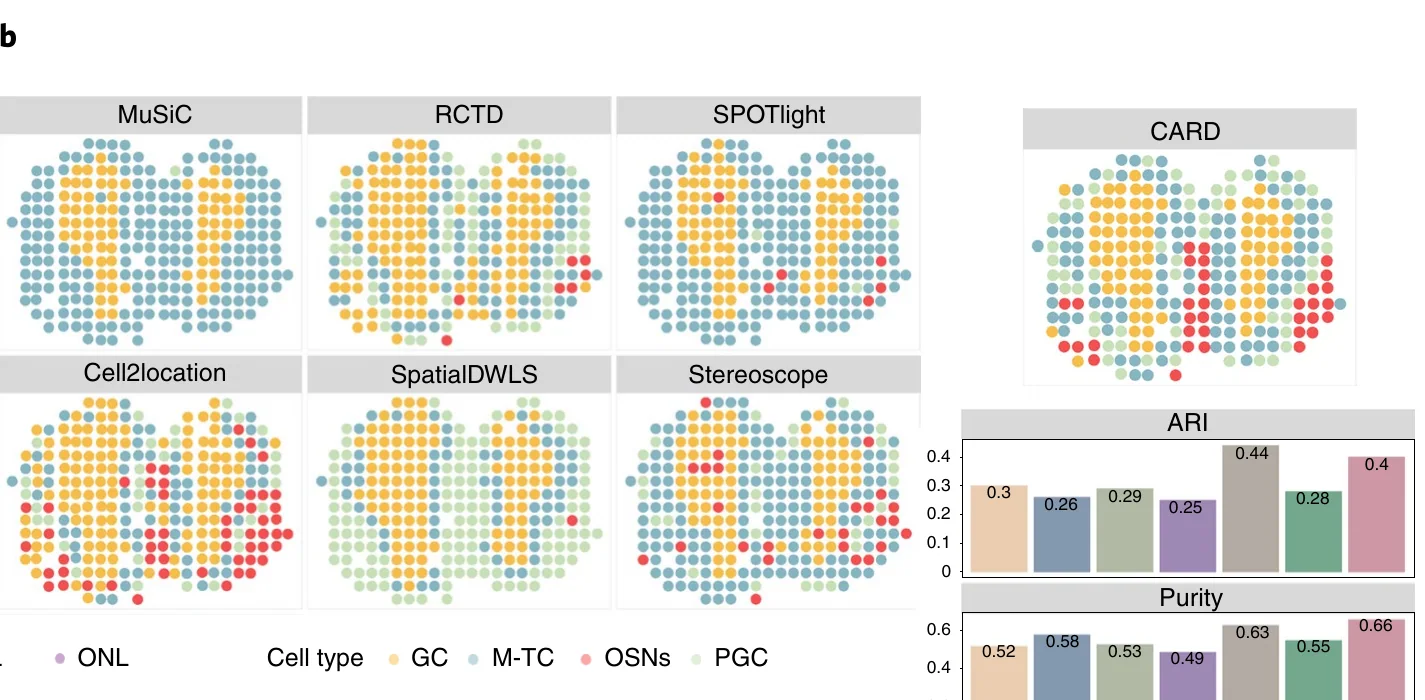 b
MuSiC RCTD SPOTlight
CARD
Cell2location SpatialDWLS Stereoscope
ARI
0.4
0.3
0.2
0.1
0
0.3 0.26 0.29 0.25 0.44 0.28 0.4
Purity
0.6
0.4
0.52 0.58 0.53 0.49 0.63 0.55 0.66
ONL Cell type GC M-TC OSNs PGC